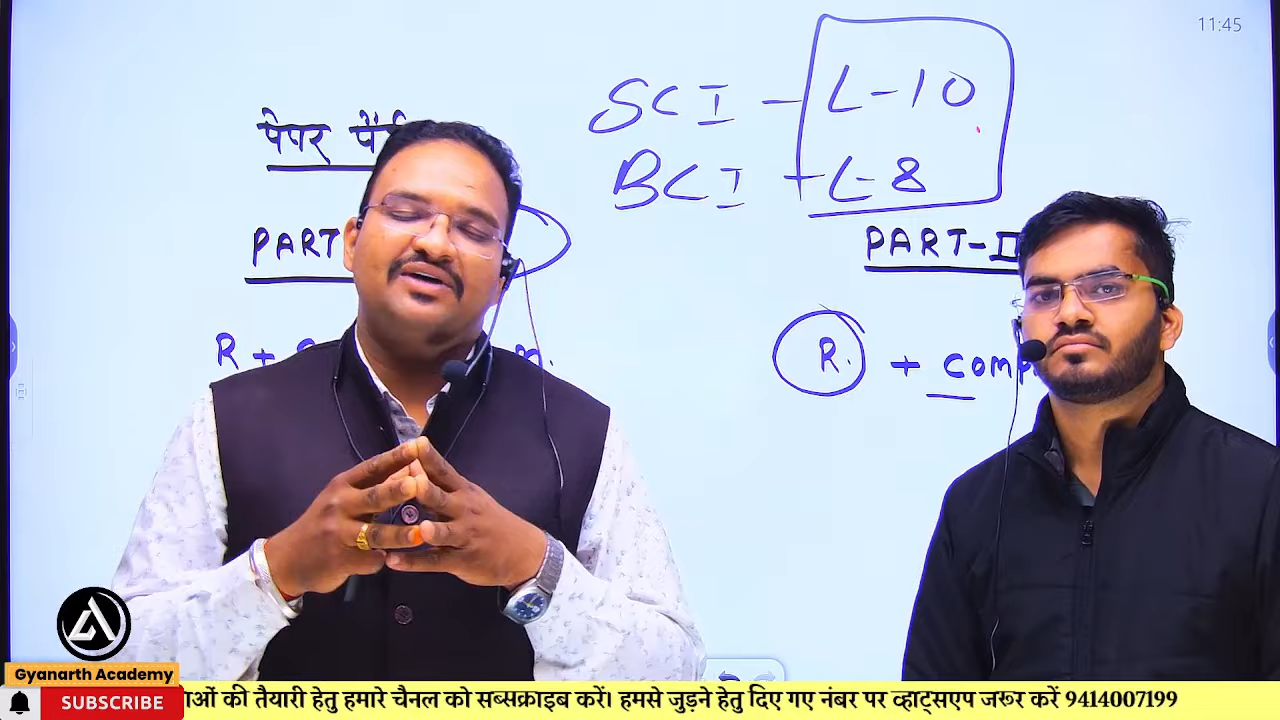 11:45
SCI - L-10
BCI - L-8
पेपर
PART
PART-II
R +
R. + comp
Gyanarth Academy
SUBSCRIBE
की तैयारी हेतु हमारे चैनल को सब्सक्राइब करें। हमसे जुड़ने हेतु दिए गए नंबर पर व्हाट्सएप जरूर करें 9414007199